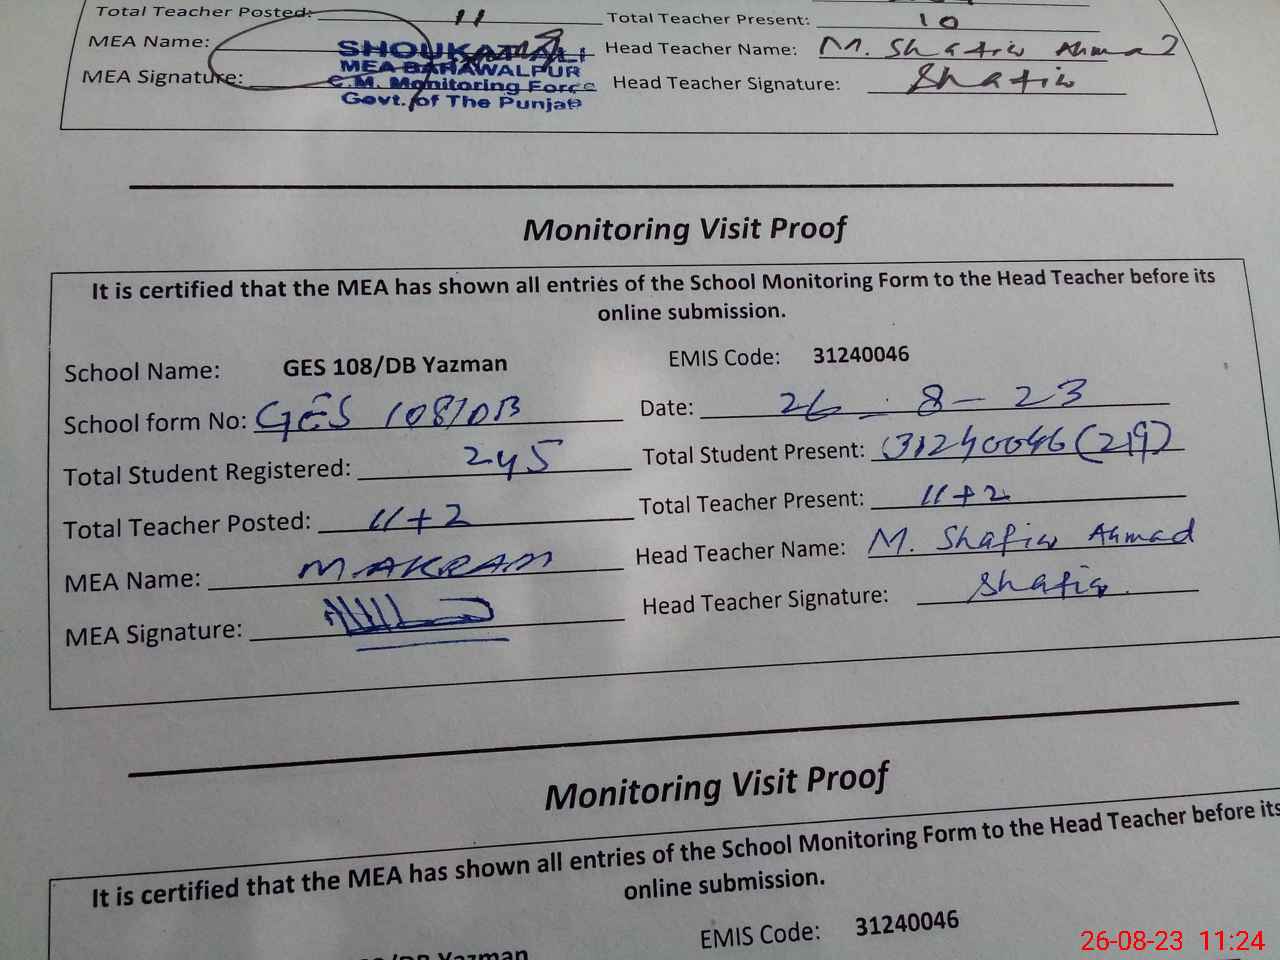 Total Teacher Posted: 11 Total Teacher Present: 10
MEA Name: SHOUKAT ALI Head Teacher Name: M. Shafiw Ahmad
MEA BAHAWALPUR
MEA Signature: C.M. Monitoring Force Head Teacher Signature: Shafiw
Govt. of The Punjab
Monitoring Visit Proof
It is certified that the MEA has shown all entries of the School Monitoring Form to the Head Teacher before its
online submission.
School Name: GES 108/DB Yazman EMIS Code: 31240046
School form No: GES 108/DB Date: 26-8-23
Total Student Registered: 245 Total Student Present: 31240046 (219)
Total Teacher Posted: 11+2 Total Teacher Present: 11+2
MEA Name: M.AKRAM Head Teacher Name: M. Shafiw Ahmad
MEA Signature: Head Teacher Signature: Shafiw
Monitoring Visit Proof
It is certified that the MEA has shown all entries of the School Monitoring Form to the Head Teacher before its
online submission.
EMIS Code: 31240046
108/DB Yazman
26-08-23 11:24